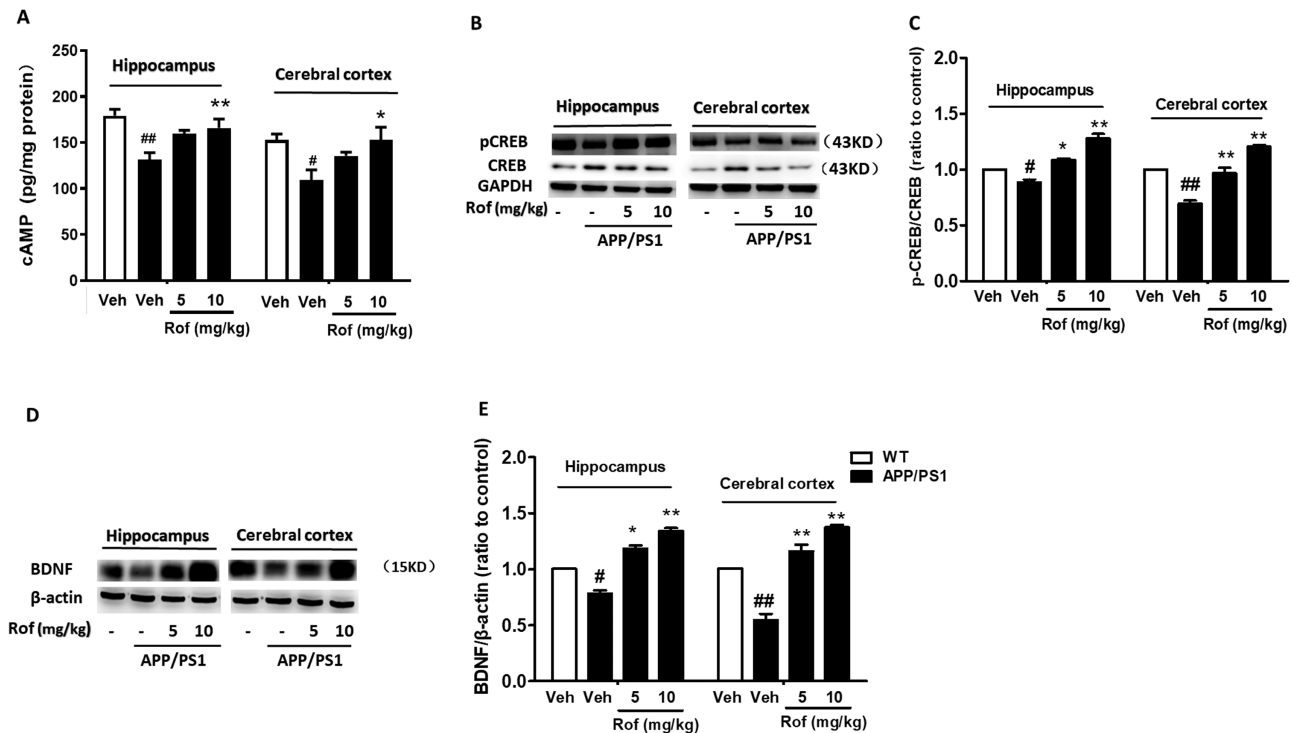 A
cAMP (pg/mg protein)
250
200
150
100
50
0
Hippocampus
Cerebral cortex
## ** # *
Veh Veh 5 10 Veh Veh 5 10
Rof (mg/kg) Rof (mg/kg)
B
Hippocampus Cerebral cortex
pCREB (43KD)
CREB (43KD)
GAPDH
Rof (mg/kg) - - 5 10 - - 5 10
APP/PS1 APP/PS1
C
p-CREB/CREB (ratio to control)
2.0
1.5
1.0
0.5
0.0
Hippocampus
Cerebral cortex
# * ** ## ** **
Veh Veh 5 10 Veh Veh 5 10
Rof (mg/kg) Rof (mg/kg)
D
Hippocampus Cerebral cortex
BDNF (15KD)
β-actin
Rof (mg/kg) - - 5 10 - - 5 10
APP/PS1 APP/PS1
E
BDNF/β-actin (ratio to control)
2.0
1.5
1.0
0.5
0.0
Hippocampus
Cerebral cortex
WT
APP/PS1
# * ** ## ** **
Veh Veh 5 10 Veh Veh 5 10
Rof (mg/kg) Rof (mg/kg)